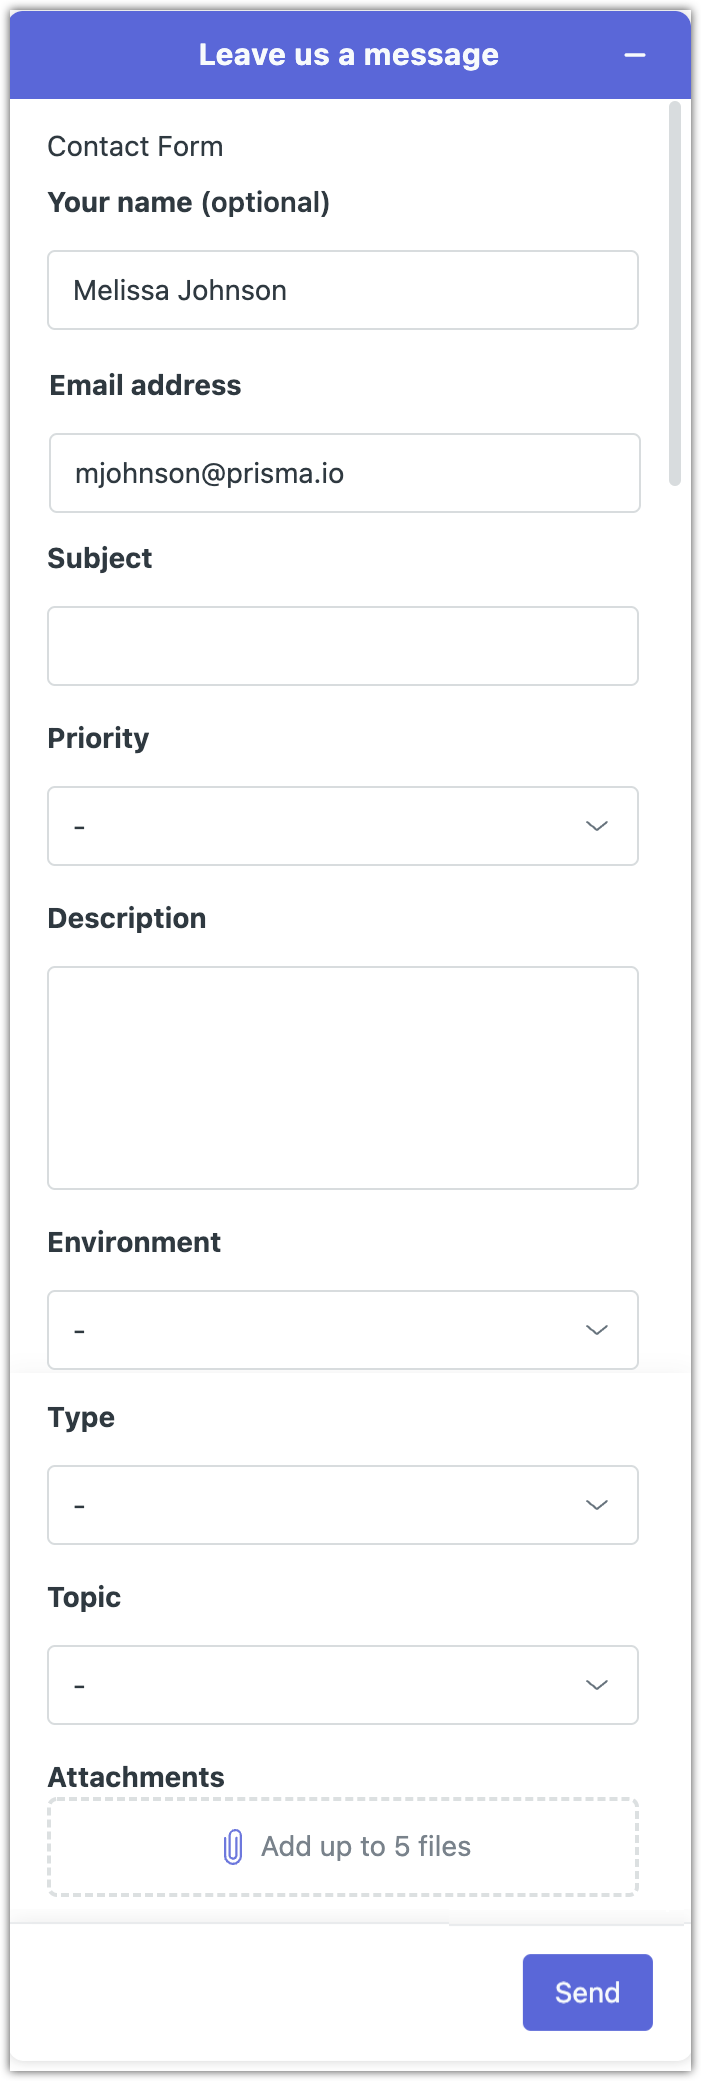 Leave us a message
Contact Form
Your name (optional)
Melissa Johnson
Email address
mjohnson@prisma.io
Subject
Priority
-
Description
Environment
-
Type
-
Topic
-
Attachments
Add up to 5 files
Send